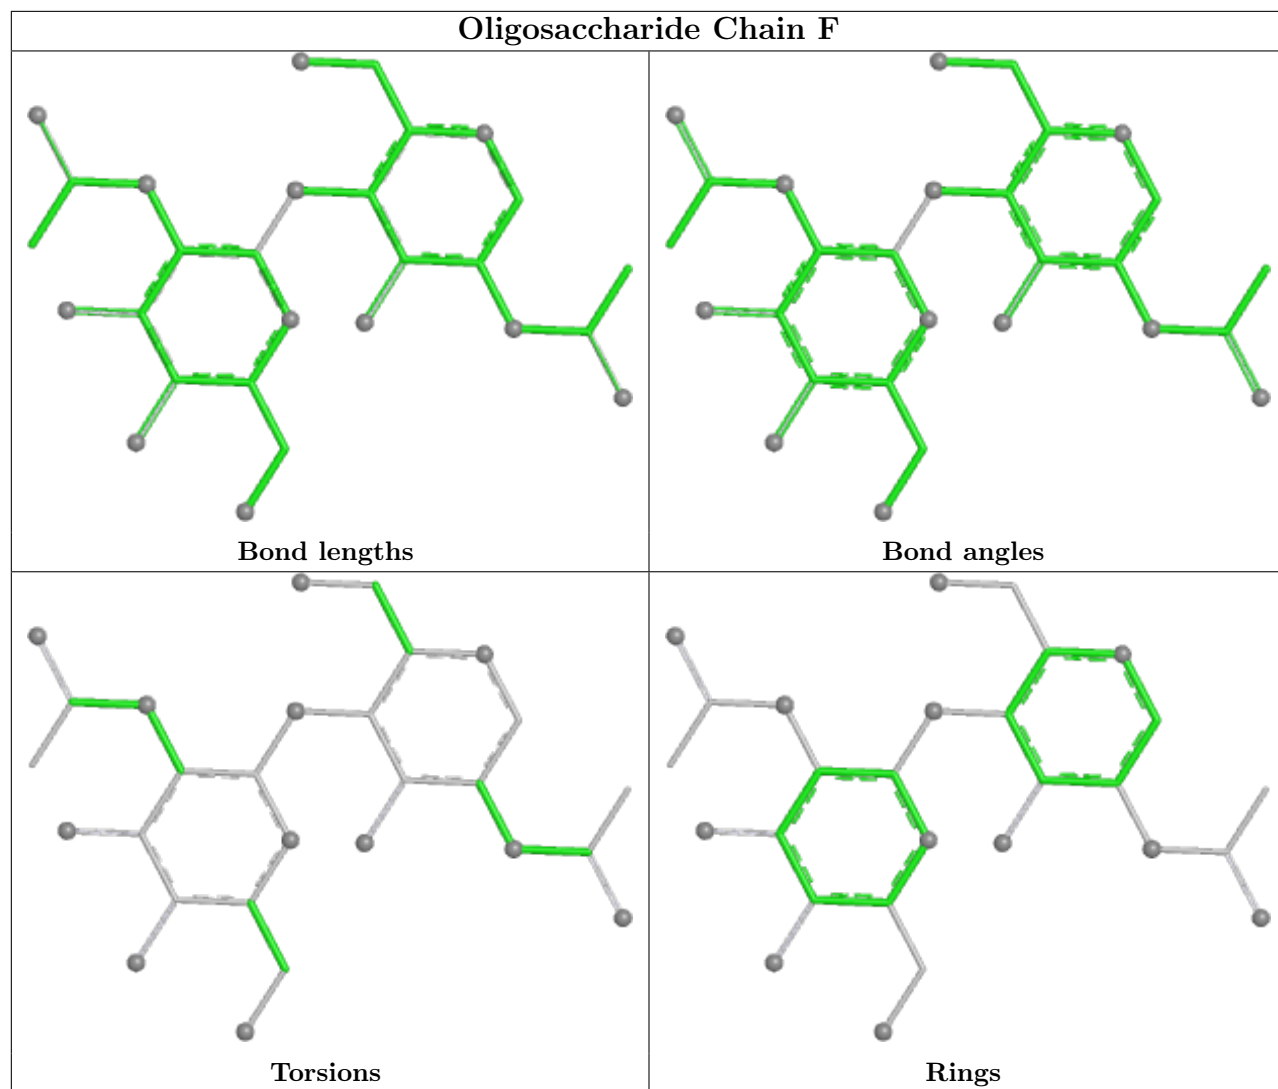 Oligosaccharide Chain F
Bond lengths
Bond angles
Torsions
Rings